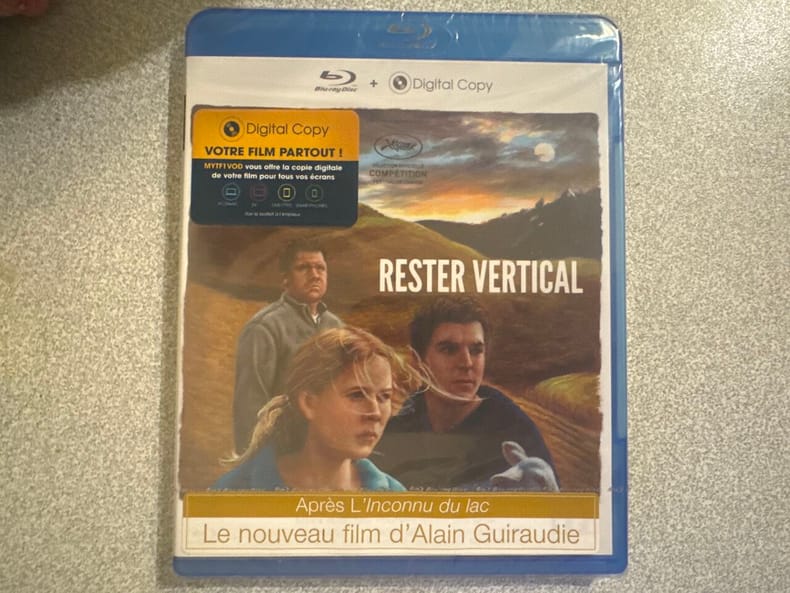 Blu-ray Disc + Digital Copy
Digital Copy
VOTRE FILM PARTOUT !
MYTF1VOD vous offre la copie digitale
de votre film pour tous vos écrans
COMPÉTITION
RESTER VERTICAL
Après L'Inconnu du lac
Le nouveau film d'Alain Guiraudie